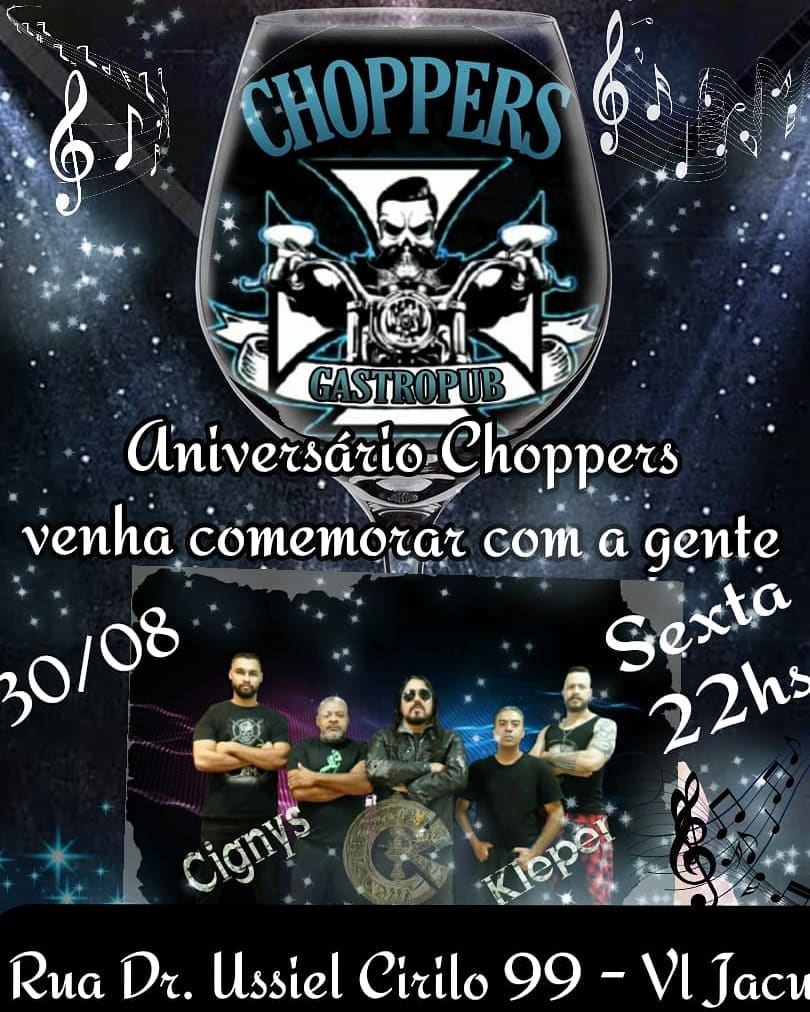 CHOPPERS
GASTROPUB
Aniversário Choppers
venha comemorar com a gente
30/08
Sexta
22hs
Cignys
Klepel
Rua Dr. Ussiel Cirilo 99 - Vl Jacu